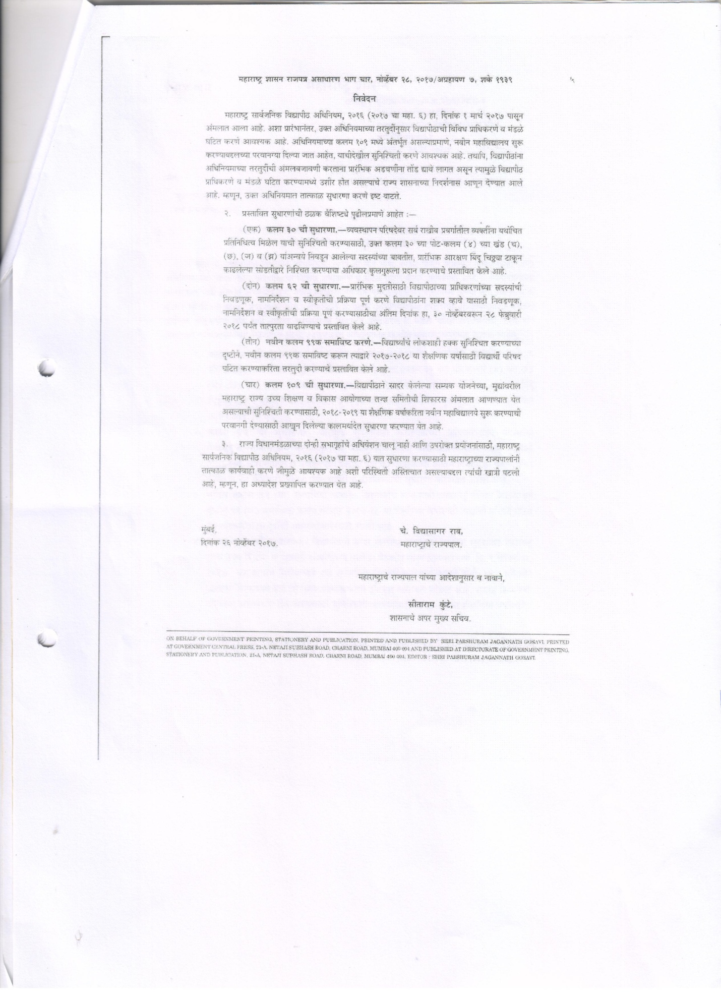 महाराष्ट्र शासन राजपत्र असाधारण भाग चार, नोव्हेंबर २८, २०१७/अग्रहायण ७, शके १९३९ ५
निवेदन
महाराष्ट्र सार्वजनिक विद्यापीठ अधिनियम, २०१६ (२०१७ चा महा. ६) हा, दिनांक १ मार्च २०१७ पासून
अंमलात आला आहे. अशा प्रारंभानंतर, उक्त अधिनियमाच्या तरतुदींनुसार विद्यापीठाची विविध प्राधिकरणे व मंडळे
घटित करणे आवश्यक आहे. अधिनियमाच्या कलम १०९ मध्ये अंतर्भूत असल्याप्रमाणे, नवीन महाविद्यालय सुरू
करण्याबद्दलच्या परवानग्या दिल्या जात आहेत, याचीदेखील सुनिश्चिती करणे आवश्यक आहे. तथापि, विद्यापीठांना
अधिनियमाच्या तरतुदींची अंमलबजावणी करताना प्रारंभिक अडचणींना तोंड द्यावे लागत असून त्यामुळे विद्यापीठ
प्राधिकरणे व मंडळे घटित करण्यामध्ये उशीर होत असल्याचे राज्य शासनाच्या निदर्शनास आणून देण्यात आले
आहे. म्हणून, उक्त अधिनियमात तात्काळ सुधारणा करणे इष्ट वाटते.
२. प्रस्तावित सुधारणांची ठळक वैशिष्ट्ये पुढीलप्रमाणे आहेत :—
(एक) कलम ३० ची सुधारणा.—व्यवस्थापन परिषदेवर सर्व राखीव प्रवर्गातील व्यक्तींना यथोचित
प्रतिनिधित्व मिळेल याची सुनिश्चिती करण्यासाठी, उक्त कलम ३० च्या पोट-कलम (४) च्या खंड (च),
(छ), (ज) व (झ) यांअन्वये निवडून आलेल्या सदस्यांच्या बाबतीत, प्रारंभिक आरक्षण बिंदू चिठ्ठ्या टाकून
काढलेल्या सोडतीद्वारे निश्चित करण्याचा अधिकार कुलगुरूला प्रदान करण्याचे प्रस्तावित केले आहे.
(दोन) कलम ६२ ची सुधारणा.—प्रारंभिक मुदतीसाठी विद्यापीठाच्या प्राधिकरणांच्या सदस्यांची
निवडणूक, नामनिर्देशन व स्वीकृतीची प्रक्रिया पूर्ण करणे विद्यापीठांना शक्य व्हावे यासाठी निवडणूक,
नामनिर्देशन व स्वीकृतीची प्रक्रिया पूर्ण करण्यासाठीचा अंतिम दिनांक हा, ३० नोव्हेंबरवरून २८ फेब्रुवारी
२०१८ पर्यंत तात्पुरता वाढविण्याचे प्रस्तावित केले आहे.
(तीन) नवीन कलम ९९क समाविष्ट करणे.—विद्यार्थ्यांचे लोकशाही हक्क सुनिश्चित करण्याच्या
दृष्टीने, नवीन कलम ९९क समाविष्ट करून त्याद्वारे २०१७-२०१८ या शैक्षणिक वर्षासाठी विद्यार्थी परिषद
घटित करण्याकरिता तरतुदी करण्याचे प्रस्तावित केले आहे.
(चार) कलम १०९ ची सुधारणा.—विद्यापीठाने सादर केलेल्या सम्यक योजनेच्या, मुद्यांवरील
महाराष्ट्र राज्य उच्च शिक्षण व विकास आयोगाच्या तज्ज्ञ समितीची शिफारस अंमलात आणण्यात येत
असल्याची सुनिश्चिती करण्यासाठी, २०१८-२०१९ या शैक्षणिक वर्षाकरिता नवीन महाविद्यालये सुरू करण्याची
परवानगी देण्यासाठी आखून दिलेल्या कालमर्यादेत सुधारणा करण्यात येत आहे.
३. राज्य विधानमंडळाच्या दोन्ही सभागृहांचे अधिवेशन चालू नाही आणि उपरोक्त प्रयोजनांसाठी, महाराष्ट्र
सार्वजनिक विद्यापीठ अधिनियम, २०१६ (२०१७ चा महा. ६) यात सुधारणा करण्यासाठी महाराष्ट्राच्या राज्यपालांनी
तात्काळ कार्यवाही करणे जीमुळे आवश्यक आहे अशी परिस्थिती अस्तित्वात असल्याबद्दल त्यांची खात्री पटली
आहे, म्हणून, हा अध्यादेश प्रख्यापित करण्यात येत आहे.
मुंबई, चे. विद्यासागर राव,
दिनांक २६ नोव्हेंबर २०१७. महाराष्ट्राचे राज्यपाल.
महाराष्ट्राचे राज्यपाल यांच्या आदेशानुसार व नावाने,
सीताराम कुंटे,
शासनाचे अपर मुख्य सचिव.
ON BEHALF OF GOVERNMENT PRINTING, STATIONERY AND PUBLICATION, PRINTED AND PUBLISHED BY SHRI PARSHURAM JAGANNATH GOSAVI, PRINTED
AT GOVERNMENT CENTRAL PRESS, 21-A, NETAJI SUBHASH ROAD, CHARNI ROAD, MUMBAI 400 004 AND PUBLISHED AT DIRECTORATE OF GOVERNMENT PRINTING,
STATIONERY AND PUBLICATION, 21-A, NETAJI SUBHASH ROAD, CHARNI ROAD, MUMBAI 400 004, EDITOR : SHRI PARSHURAM JAGANNATH GOSAVI.